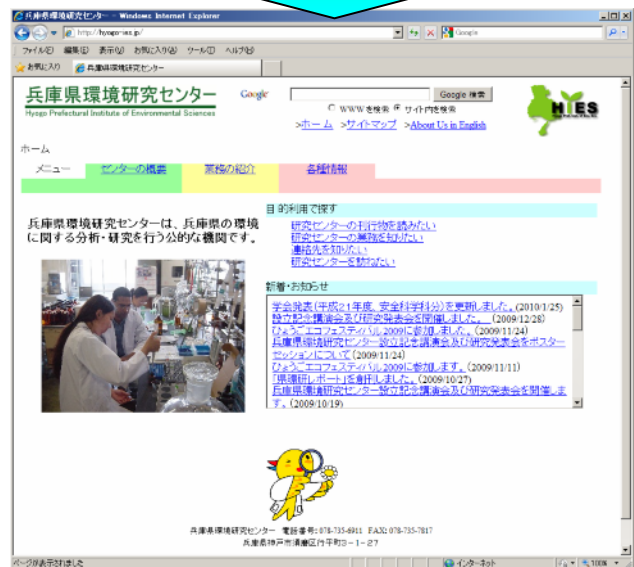 兵庫県環境研究センター - Windows Internet Explorer
http://hyogo-ies.jp/
Google
ファイル(F) 編集(E) 表示(V) お気に入り(A) ツール(T) ヘルプ(H)
お気に入り 兵庫県環境研究センター
兵庫県環境研究センター
Hyogo Prefectural Institute of Environmental Sciences
Google
Google 検索
WWW を検索 サイト内を検索
>ホーム >サイトマップ >About Us in English
HIES
ホーム
メニュー センターの概要 業務の紹介 各種情報
目的利用で探す
研究センターの刊行物を読みたい
研究センターの業務を知りたい
連絡先を知りたい
研究センターを訪ねたい
兵庫県環境研究センターは、兵庫県の環境
に関する分析・研究を行う公的な機関です。
新着・お知らせ
学会発表(平成21年度、安全科学科分)を更新しました。(2010/1/25)
設立記念講演会及び研究発表会を開催しました。 (2009/12/28)
ひょうごエコフェスティバル2009に参加しました。(2009/11/24)
兵庫県環境研究センター設立記念講演会及び研究発表会をポスター
セッションについて(2009/11/24)
ひょうごエコフェスティバル2009に参加します。(2009/11/11)
「県環研レポート」を創刊しました。(2009/10/27)
兵庫県環境研究センター設立記念講演会及び研究発表会を開催しま
す。(2009/10/19)
兵庫県環境研究センター 電話番号:078-735-6911 FAX:078-735-7817
兵庫県神戸市須磨区行平町3-1-27
ページが表示されました
インターネット
100%